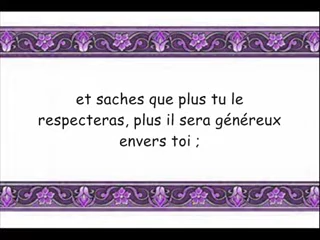 et saches que plus tu le
respecteras, plus il sera généreux
envers toi ;